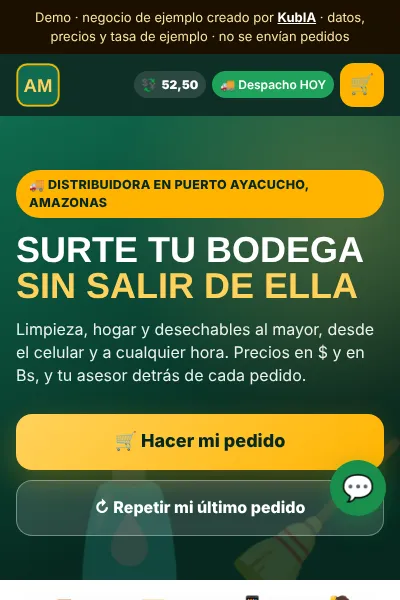 Demo · negocio de ejemplo creado por KubIA · datos,
precios y tasa de ejemplo · no se envían pedidos
AM
💱 52,50
🚚 Despacho HOY
🛒
🚚 DISTRIBUIDORA EN PUERTO AYACUCHO,
AMAZONAS
SURTE TU BODEGA
SIN SALIR DE ELLA
Limpieza, hogar y desechables al mayor, desde
el celular y a cualquier hora. Precios en $ y en
Bs, y tu asesor detrás de cada pedido.
🛒 Hacer mi pedido
↻ Repetir mi último pedido